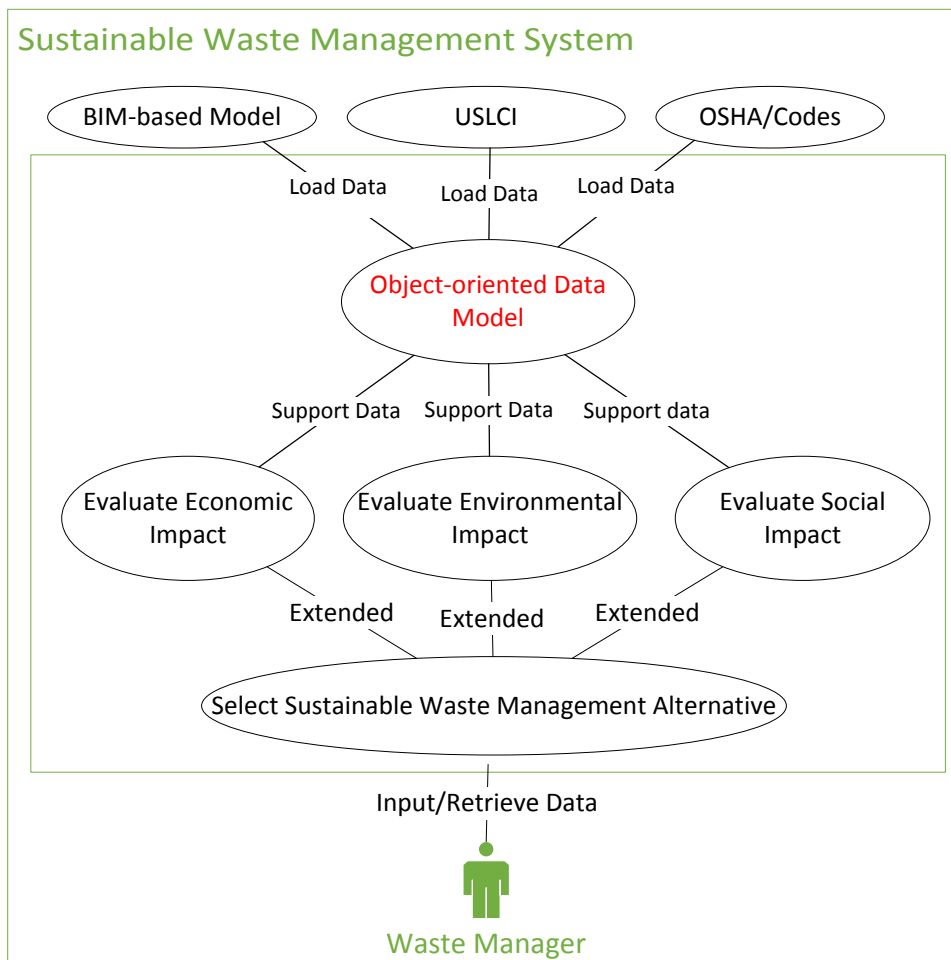 Sustainable Waste Management System
BIM-based Model
USLCI
OSHA/Codes
Load Data
Load Data
Load Data
Object-oriented Data
Model
Support Data
Support Data
Support data
Evaluate Economic
Impact
Evaluate Environmental
Impact
Evaluate Social
Impact
Extended
Extended
Extended
Select Sustainable Waste Management Alternative
Input/Retrieve Data
Waste Manager